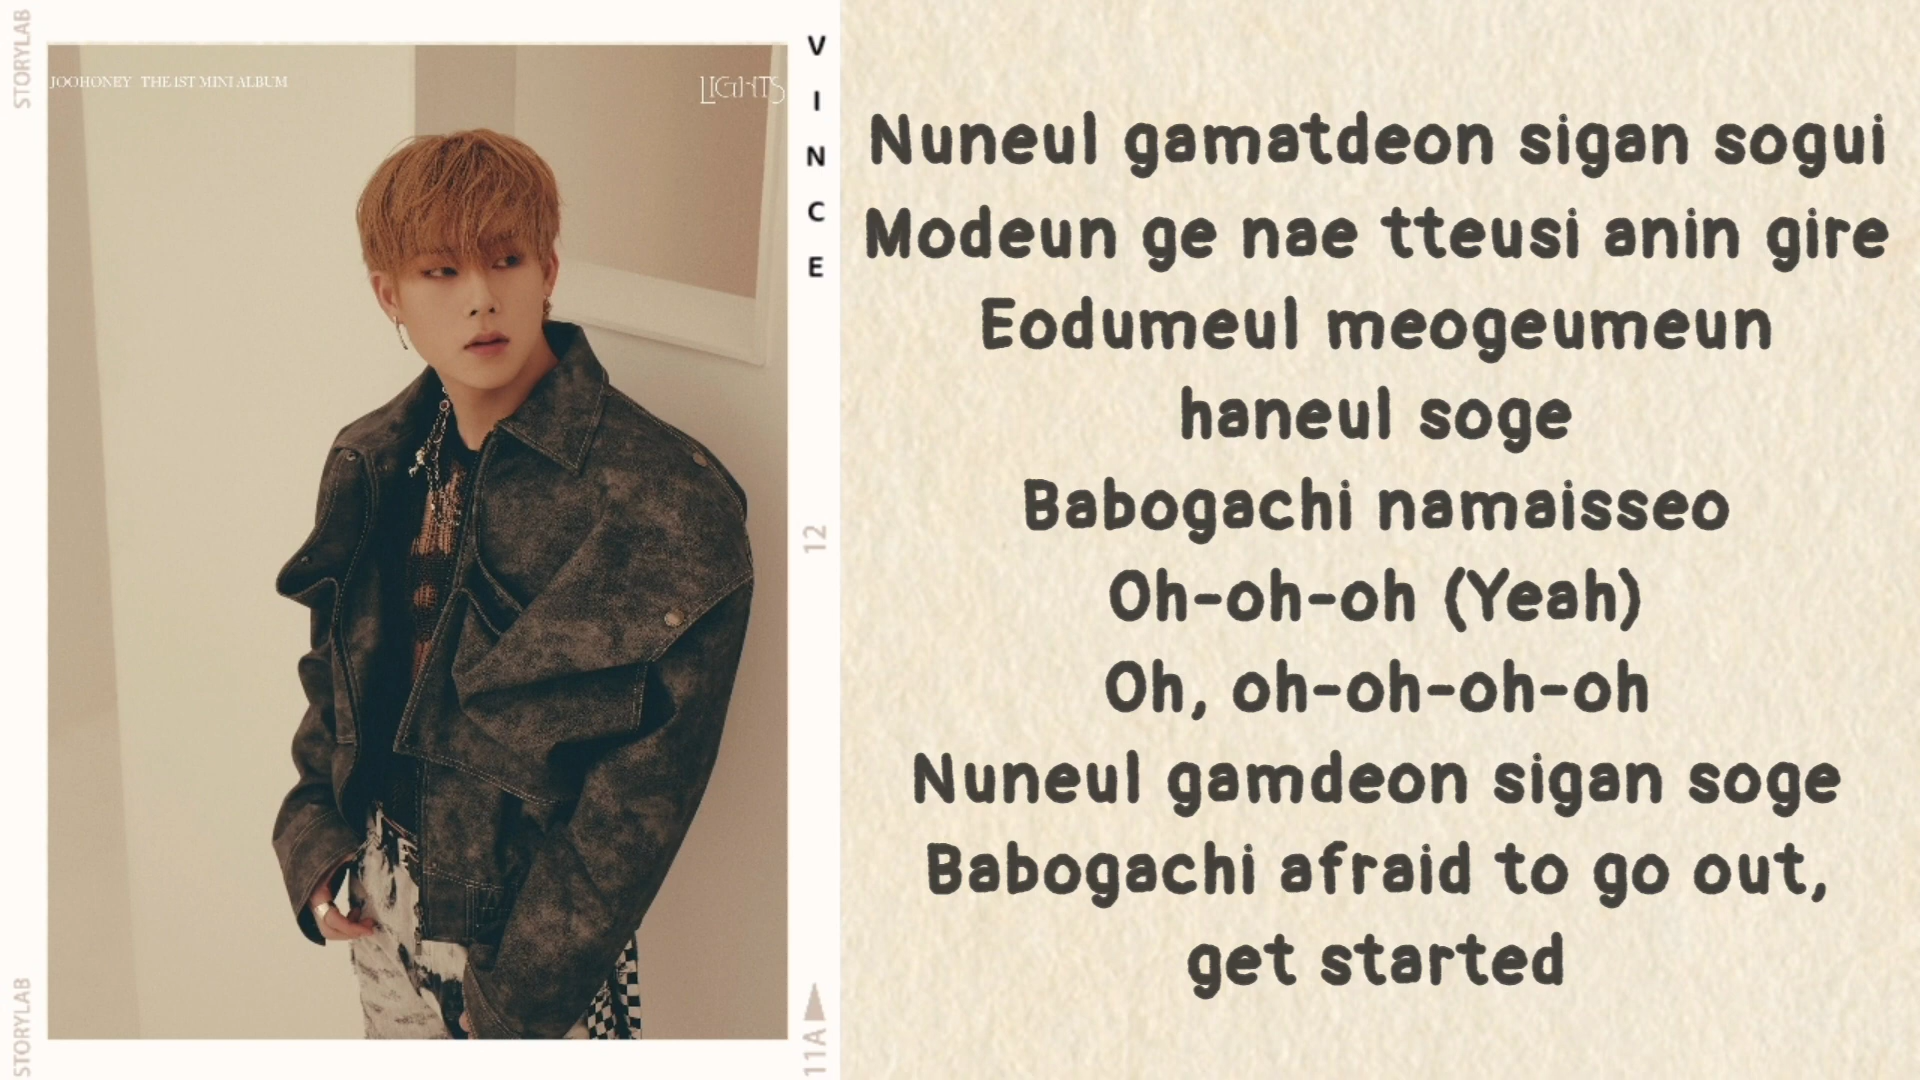 STORYLAB
JOOHONEY THE 1ST MINI ALBUM
LIGHTS
VINCE
12
11A
STORYLAB
Nuneul gamatdeon sigan sogui
Modeun ge nae tteusi anin gire
Eodumeul meogeumeun
haneul soge
Babogachi namaisseo
Oh-oh-oh (Yeah)
Oh, oh-oh-oh-oh
Nuneul gamdeon sigan soge
Babogachi afraid to go out,
get started